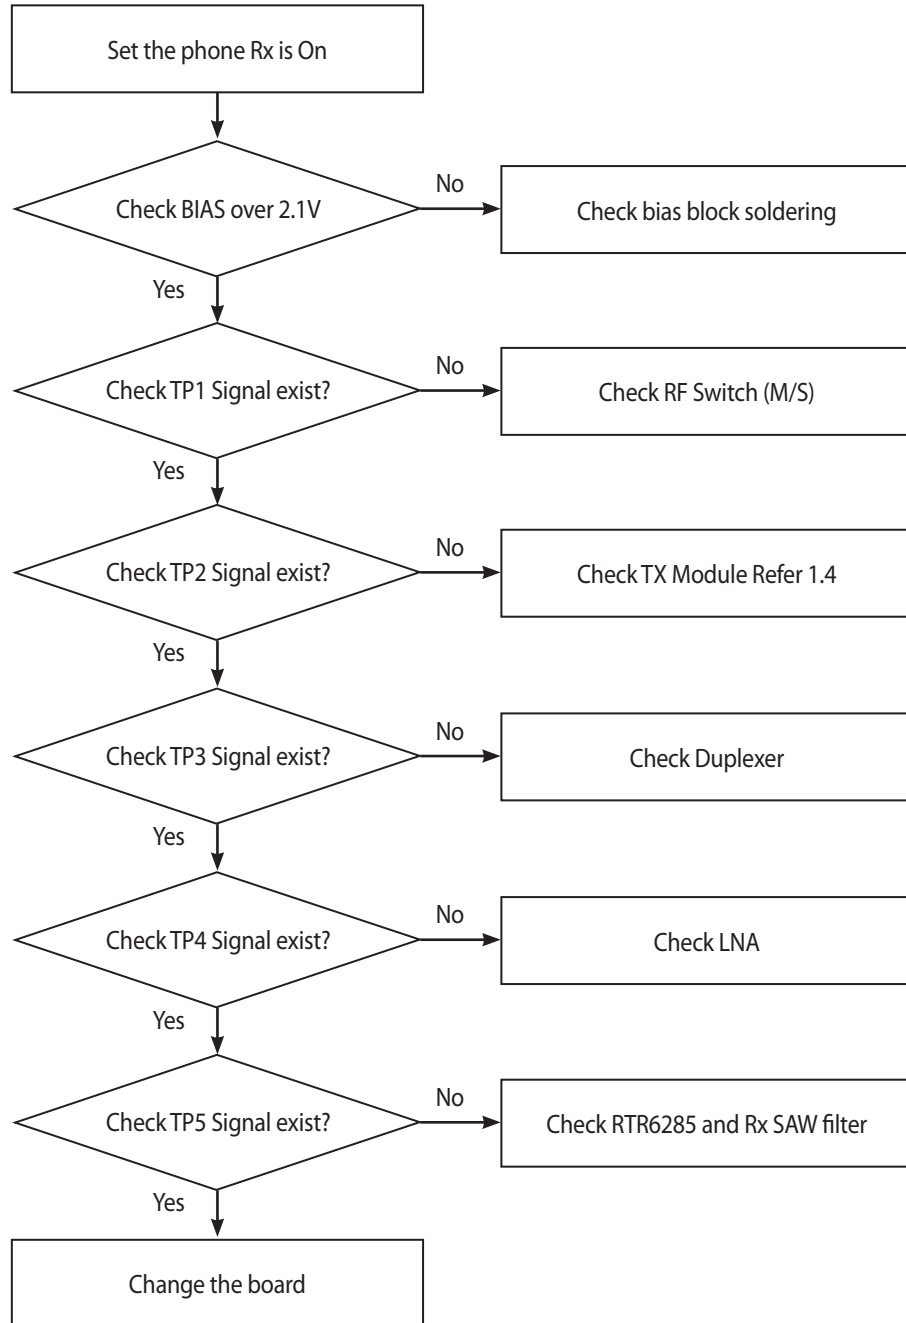 Set the phone Rx is On
Check BIAS over 2.1V
No
Check bias block soldering
Yes
Check TP1 Signal exist?
No
Check RF Switch (M/S)
Yes
Check TP2 Signal exist?
No
Check TX Module Refer 1.4
Yes
Check TP3 Signal exist?
No
Check Duplexer
Yes
Check TP4 Signal exist?
No
Check LNA
Yes
Check TP5 Signal exist?
No
Check RTR6285 and Rx SAW filter
Yes
Change the board